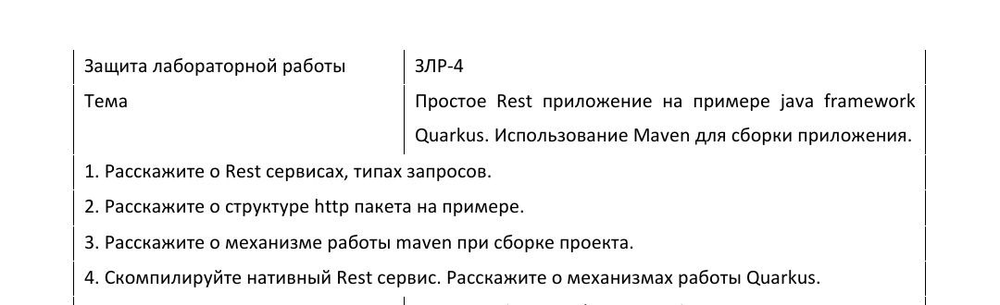 Защита лабораторной работы ЗЛР-4
Тема Простое Rest приложение на примере java framework
Quarkus. Использование Maven для сборки приложения.
1. Расскажите о Rest сервисах, типах запросов.
2. Расскажите о структуре http пакета на примере.
3. Расскажите о механизме работы maven при сборке проекта.
4. Скомпилируйте нативный Rest сервис. Расскажите о механизмах работы Quarkus.